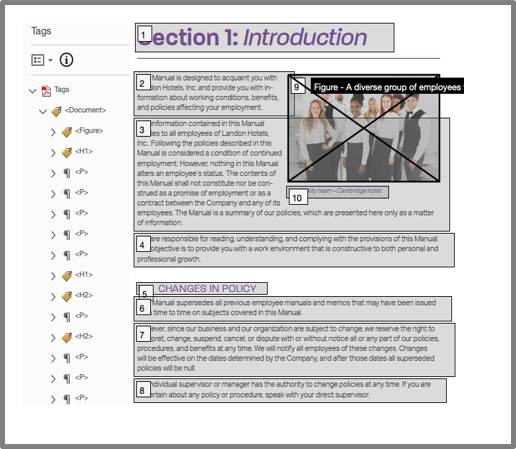 Tags
Tags
<Document>
<Figure>
<H1>
<P>
<P>
<P>
<P>
<P>
<H1>
<H2>
<P>
<H2>
<P>
<P>
<P>
1
Section 1: Introduction
2
Manual is designed to acquaint you with
Hotels, Inc. and provide you with in-
formation about working conditions, benefits,
and policies affecting your employment.
9
Figure - A diverse group of employees
3
information contained in this Manual
to all employees of Landon Hotels,
Inc.. Following the policies described in this
Manual is considered a condition of continued
employment. However, nothing in this Manual
alters an employee's status. The contents of
this Manual shall not constitute nor be con-
strued as a promise of employment or as a
contract between the Company and any of its
employees. The Manual is a summary of our policies, which are presented here only as a matter
of information.
10
team – Cambridge hotel.
4
are responsible for reading, understanding, and complying with the provisions of this Manual.
objective is to provide you with a work environment that is constructive to both personal and
professional growth.
5
CHANGES IN POLICY
6
Manual supersedes all previous employee manuals and memos that may have been issued
time to time on subjects covered in this Manual.
7
since our business and our organization are subject to change, we reserve the right to
change, suspend, cancel, or dispute with or without notice all or any part of our policies,
procedures, and benefits at any time. We will notify all employees of these changes. Changes
will be effective on the dates determined by the Company, and after those dates all superseded
policies will be null.
8
individual supervisor or manager has the authority to change policies at any time. If you are
about any policy or procedure, speak with your direct supervisor.